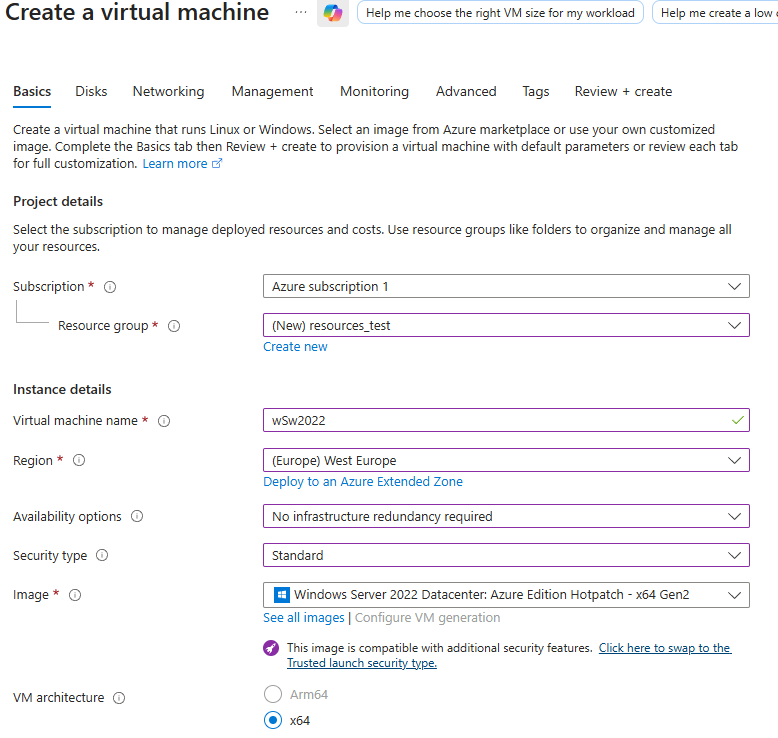 Create a virtual machine ...
Help me choose the right VM size for my workload
Help me create a low
Basics Disks Networking Management Monitoring Advanced Tags Review + create
Create a virtual machine that runs Linux or Windows. Select an image from Azure marketplace or use your own customized
image. Complete the Basics tab then Review + create to provision a virtual machine with default parameters or review each tab
for full customization. Learn more
Project details
Select the subscription to manage deployed resources and costs. Use resource groups like folders to organize and manage all
your resources.
Subscription * Azure subscription 1
Resource group * (New) resources_test
Create new
Instance details
Virtual machine name * wSw2022
Region * (Europe) West Europe
Deploy to an Azure Extended Zone
Availability options No infrastructure redundancy required
Security type Standard
Image * Windows Server 2022 Datacenter: Azure Edition Hotpatch - x64 Gen2
See all images | Configure VM generation
This image is compatible with additional security features. Click here to swap to the
Trusted launch security type.
VM architecture Arm64
x64